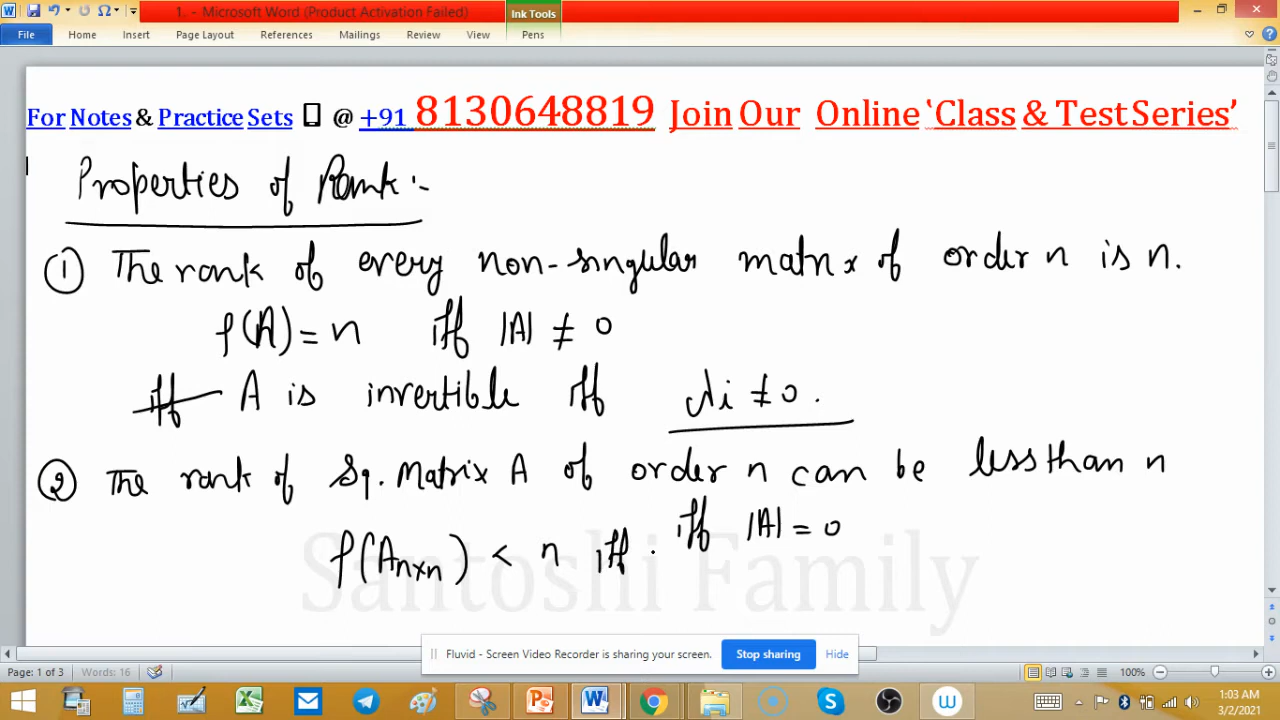 1. - Microsoft Word (Product Activation Failed)
Ink Tools
File Home Insert Page Layout References Mailings Review View Pens
For Notes & Practice Sets @ +91 8130648819 Join Our Online 'Class & Test Series'
Properties of Rank :-
① The rank of every non-singular matrix of order n is n.
ρ(A) = n iff |A| ≠ 0
iff A is invertible iff λi ≠ 0.
② The rank of Sq. Matrix A of order n can be less than n
iff |A| = 0
ρ(An×n) < n iff .
Santoshi Family
Fluvid - Screen Video Recorder is sharing your screen. Stop sharing Hide
Page: 1 of 3 Words: 16 100%
1:03 AM
3/2/2021